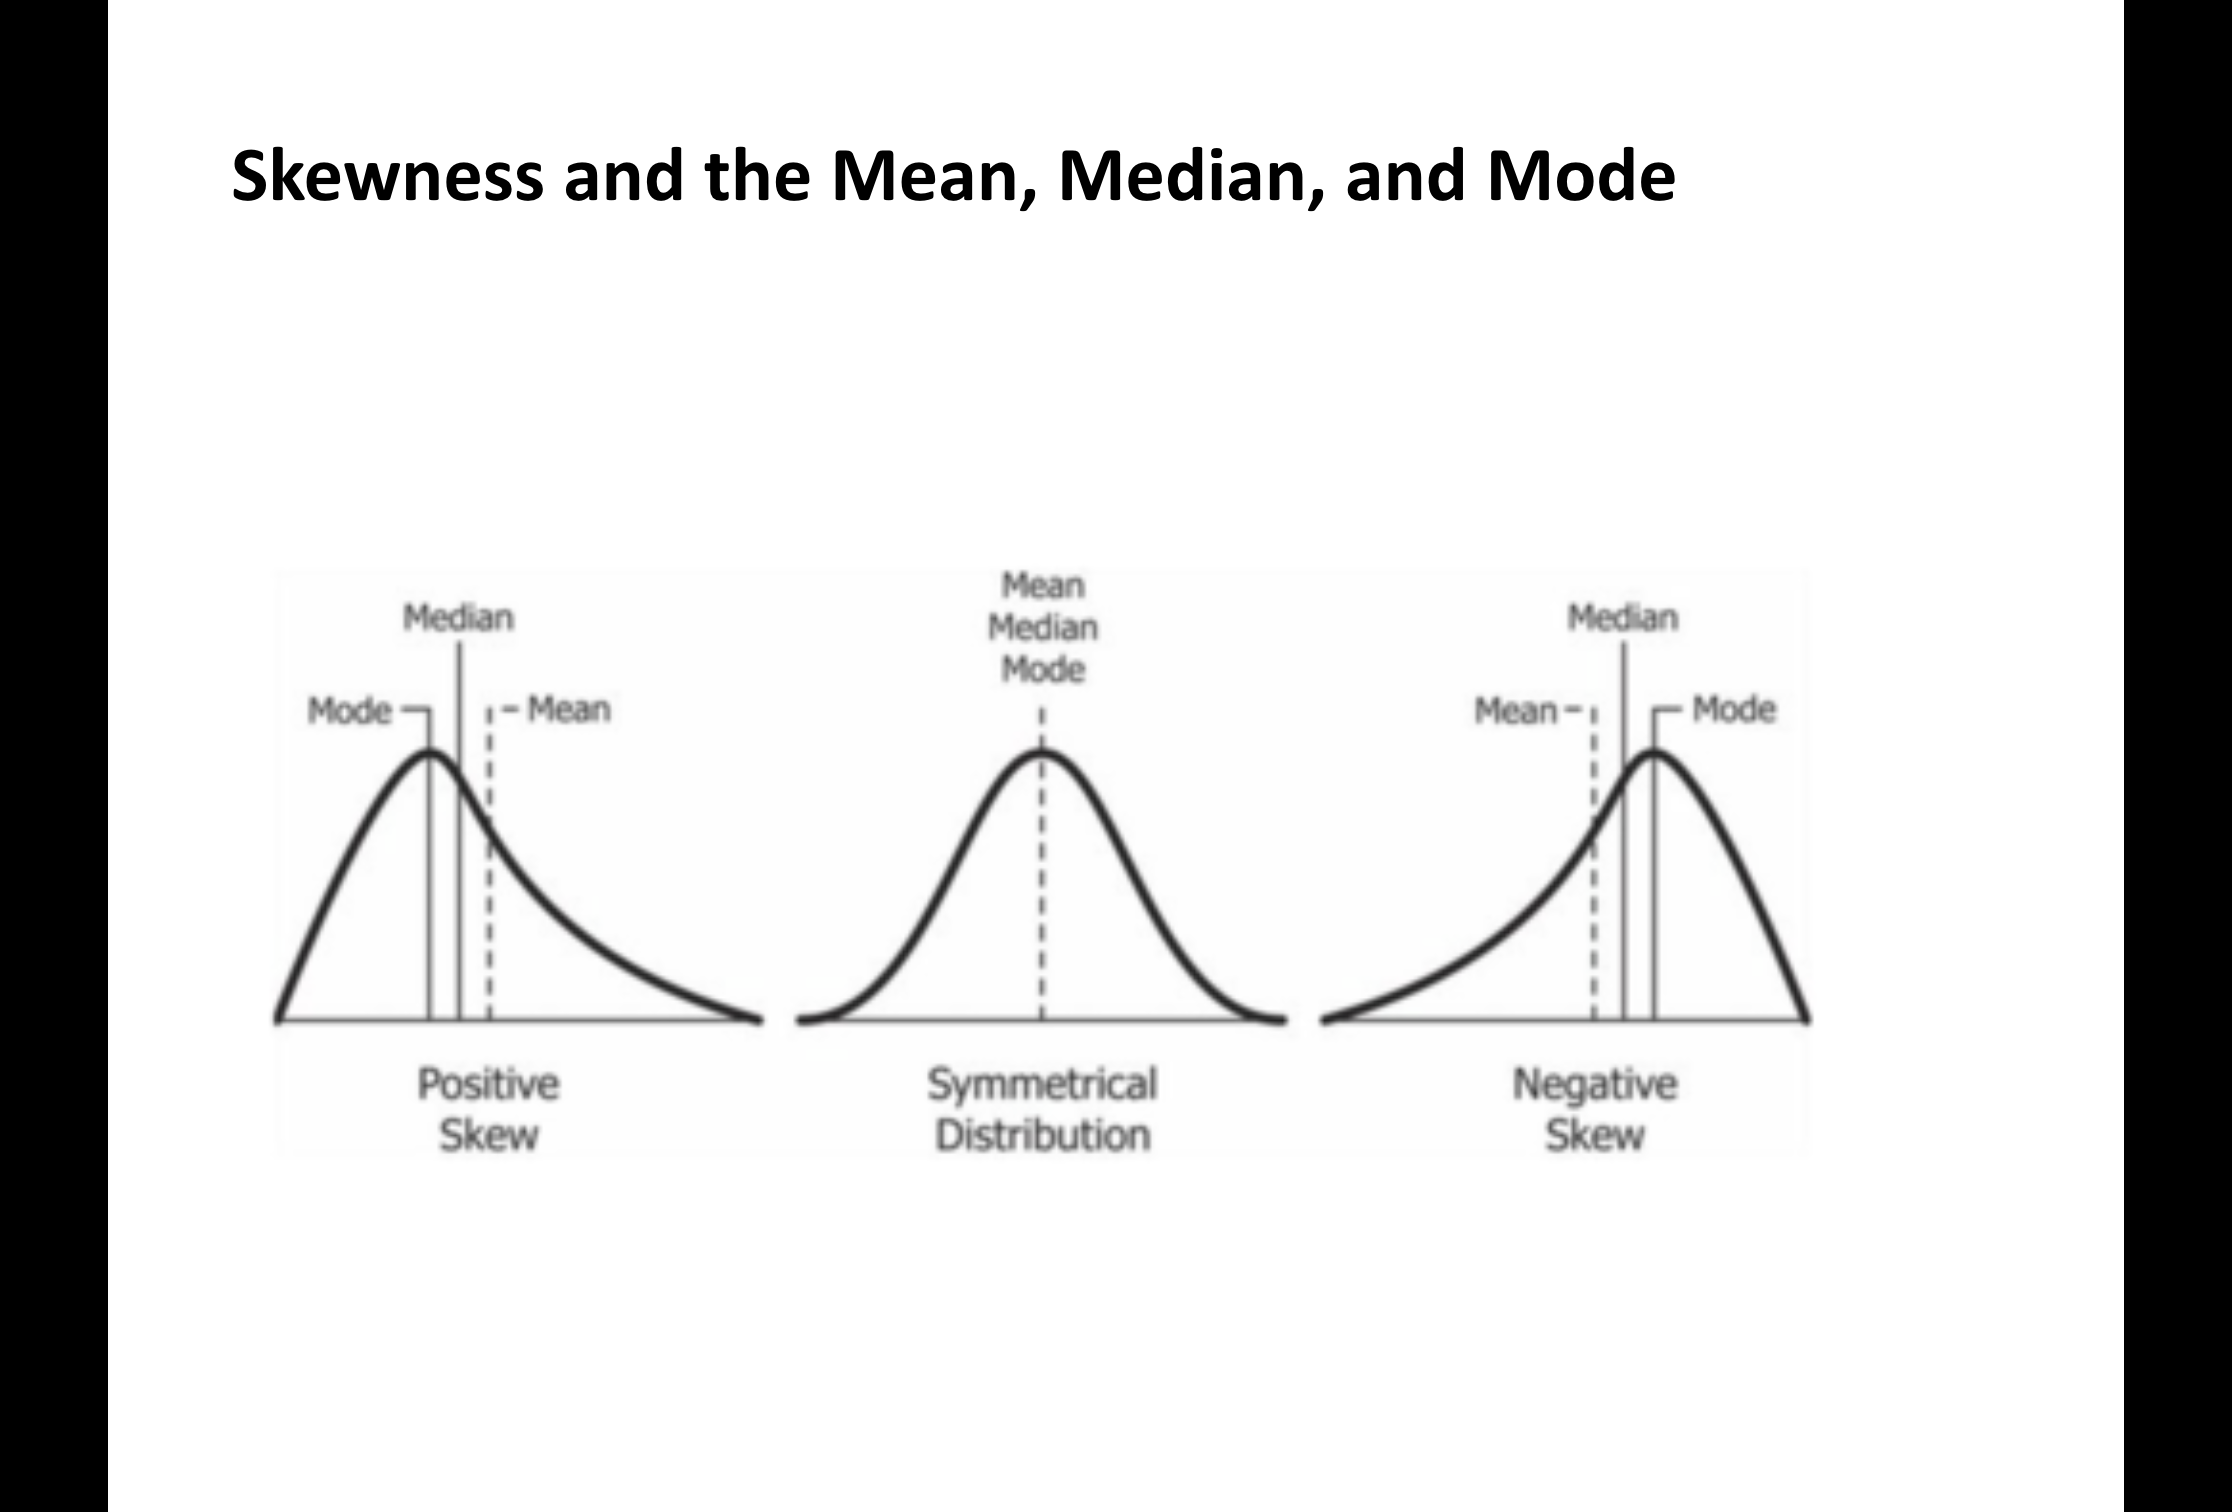 Skewness and the Mean, Median, and Mode
Median
Mode
Mean
Positive
Skew
Mean
Median
Mode
Symmetrical
Distribution
Median
Mean
Mode
Negative
Skew